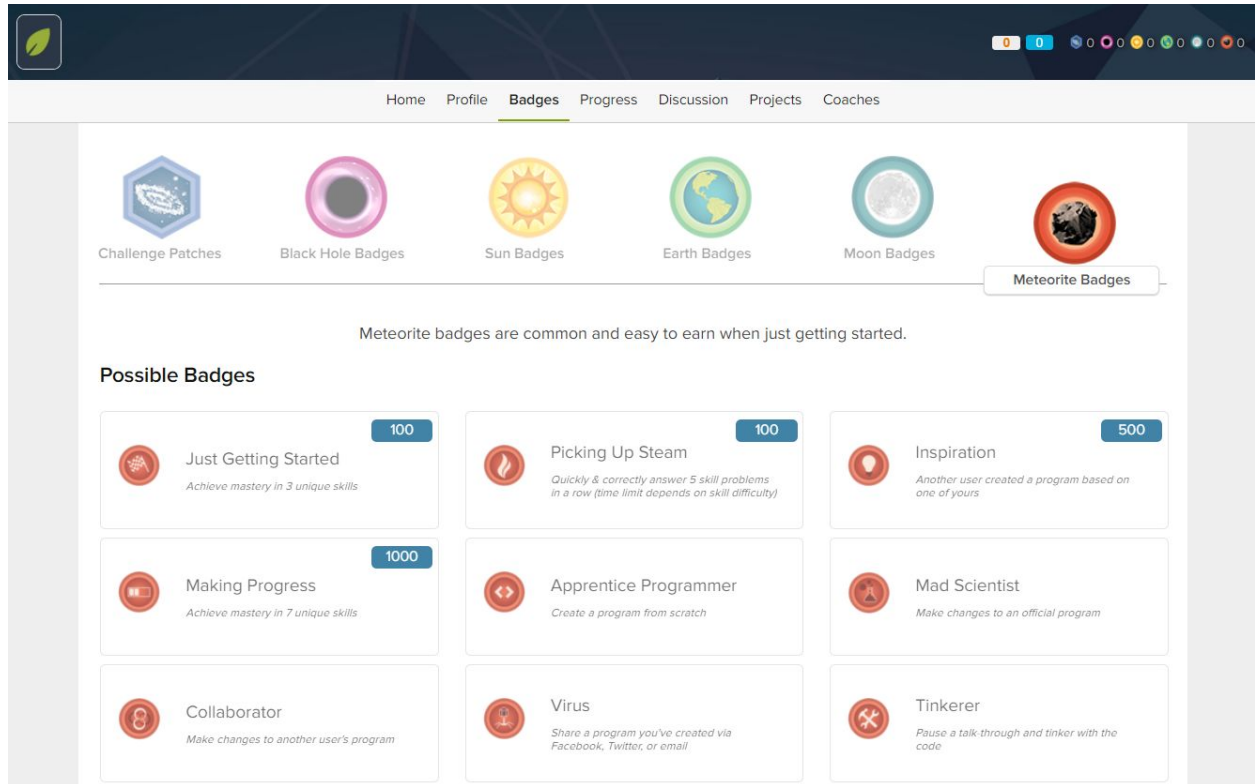 0 0 0 0 0 0 0 0
Home Profile Badges Progress Discussion Projects Coaches
Challenge Patches Black Hole Badges Sun Badges Earth Badges Moon Badges
Meteorite Badges
Meteorite badges are common and easy to earn when just getting started.
Possible Badges
100
Just Getting Started
Achieve mastery in 3 unique skills
100
Picking Up Steam
Quickly & correctly answer 5 skill problems
in a row (time limit depends on skill difficulty)
500
Inspiration
Another user created a program based on
one of yours
1000
Making Progress
Achieve mastery in 7 unique skills
Apprentice Programmer
Create a program from scratch
Mad Scientist
Make changes to an official program
Collaborator
Make changes to another user's program
Virus
Share a program you've created via
Facebook, Twitter, or email
Tinkerer
Pause a talk-through and tinker with the
code